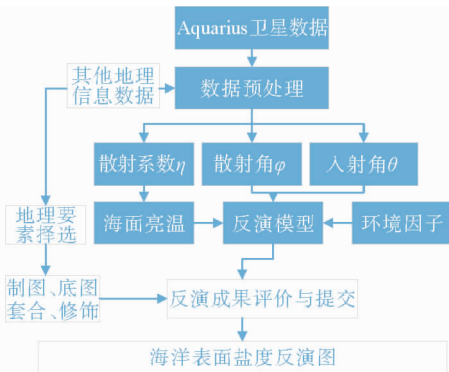 Aquarius卫星数据
其他地理
信息数据
数据预处理
散射系数η
散射角φ
入射角θ
地理要
素择选
海面亮温
反演模型
环境因子
制图、底图
套合、修饰
反演成果评价与提交
海洋表面盐度反演图